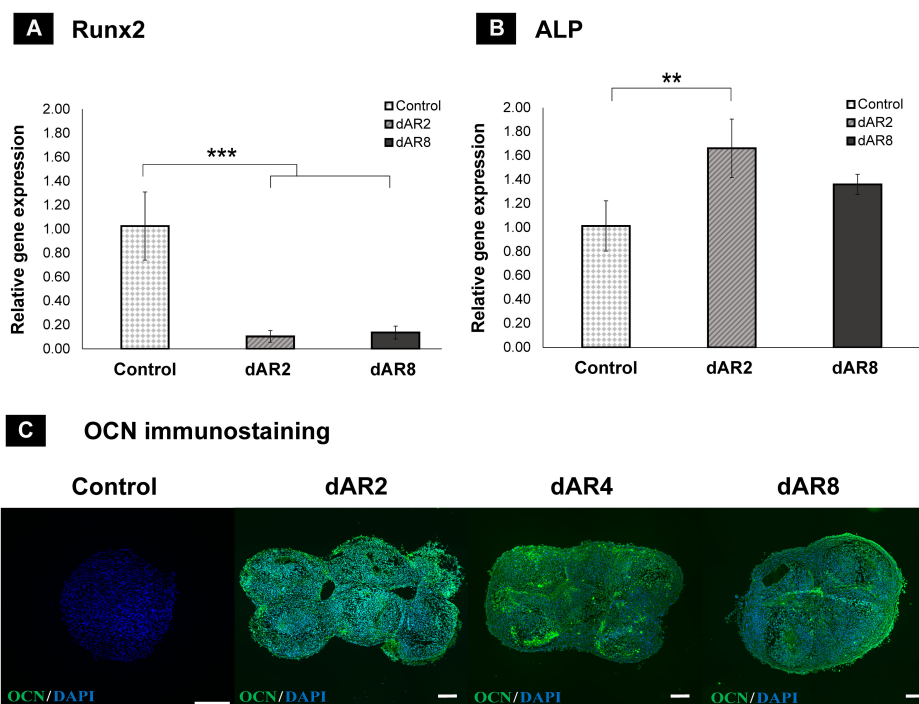 A Runx2
Relative gene expression
2.00
1.80
1.60
1.40
1.20
1.00
0.80
0.60
0.40
0.20
0.00
***
Control
dAR2
dAR8
Control dAR2 dAR8
B ALP
Relative gene expression
2.00
1.80
1.60
1.40
1.20
1.00
0.80
0.60
0.40
0.20
0.00
**
Control
dAR2
dAR8
Control dAR2 dAR8
C OCN immunostaining
Control dAR2 dAR4 dAR8
OCN/DAPI OCN/DAPI OCN/DAPI OCN/DAPI